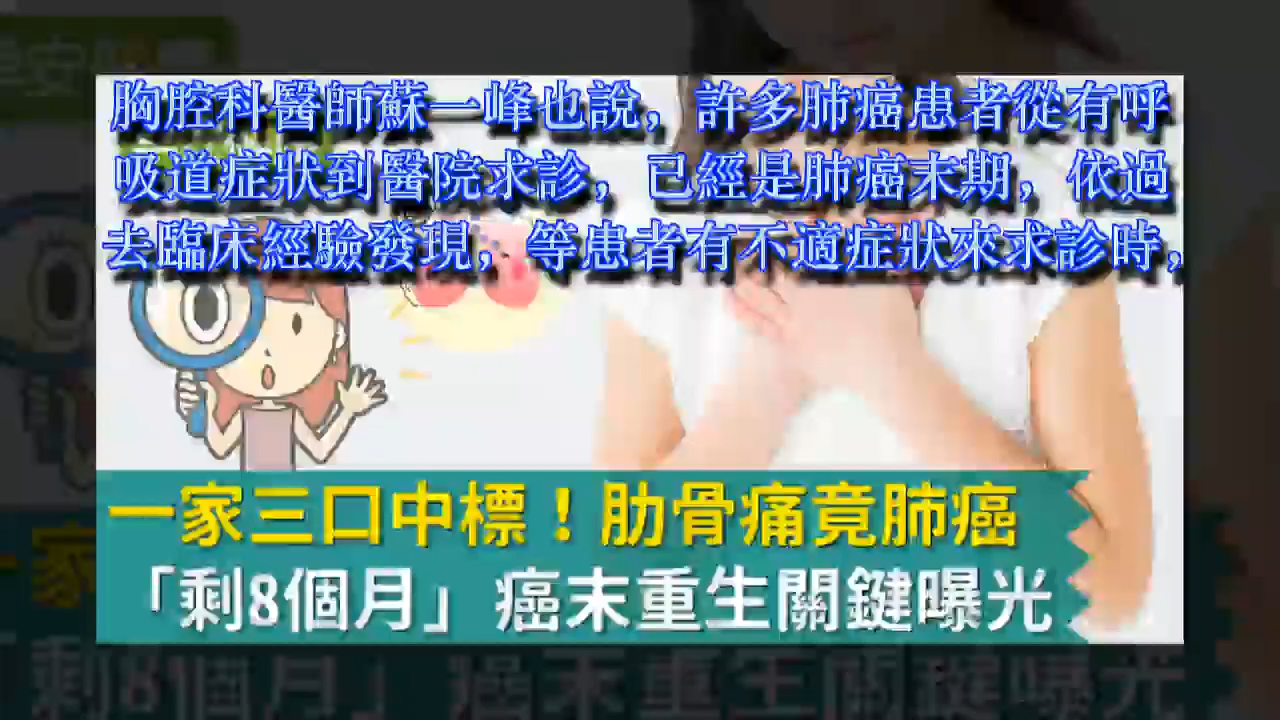 胸腔科醫師蘇一峰也說，許多肺癌患者從有呼
吸道症狀到醫院求診，已經是肺癌末期，依過
去臨床經驗發現，等患者有不適症狀來求診時，
一家三口中標！肋骨痛竟肺癌
「剩8個月」癌末重生關鍵曝光